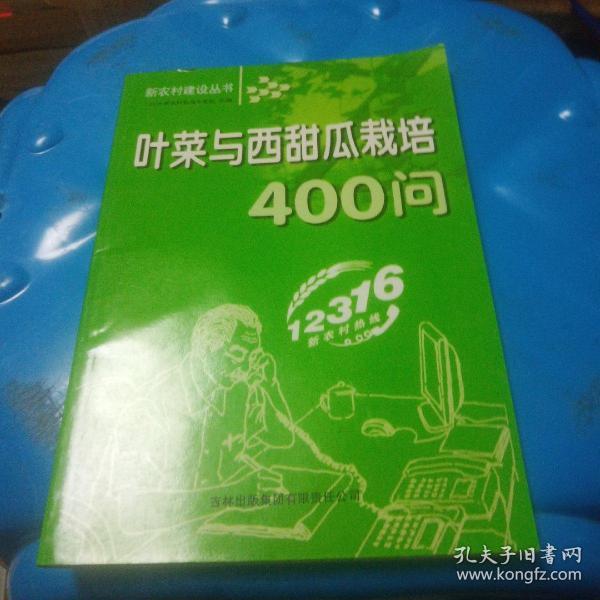 新农村建设丛书
叶菜与西甜瓜栽培
400问
12316
新农村热线
吉林出版集团有限责任公司
孔夫子旧书网
www.kongfz.com